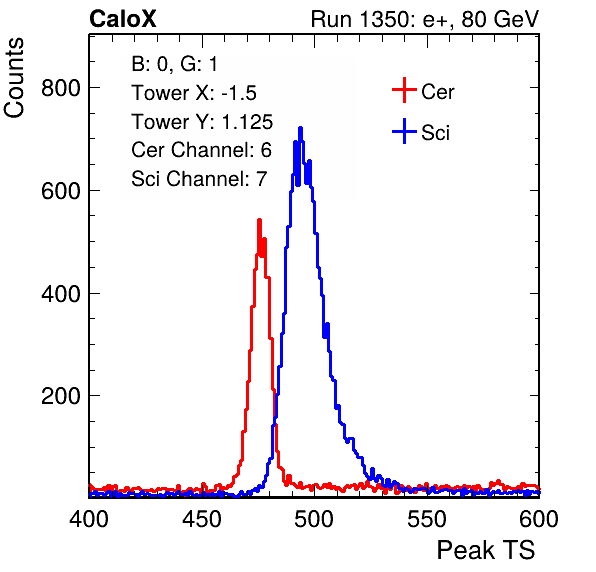 CaloX
Run 1350: e+, 80 GeV
Counts
B: 0, G: 1
Tower X: -1.5
Tower Y: 1.125
Cer Channel: 6
Sci Channel: 7
Cer
Sci
800
600
400
200
400 450 500 550 600
Peak TS